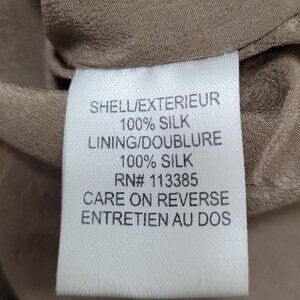 SHELL/EXTERIEUR
100% SILK
LINING/DOUBLURE
100% SILK
RN# 113385
CARE ON REVERSE
ENTRETIEN AU DOS